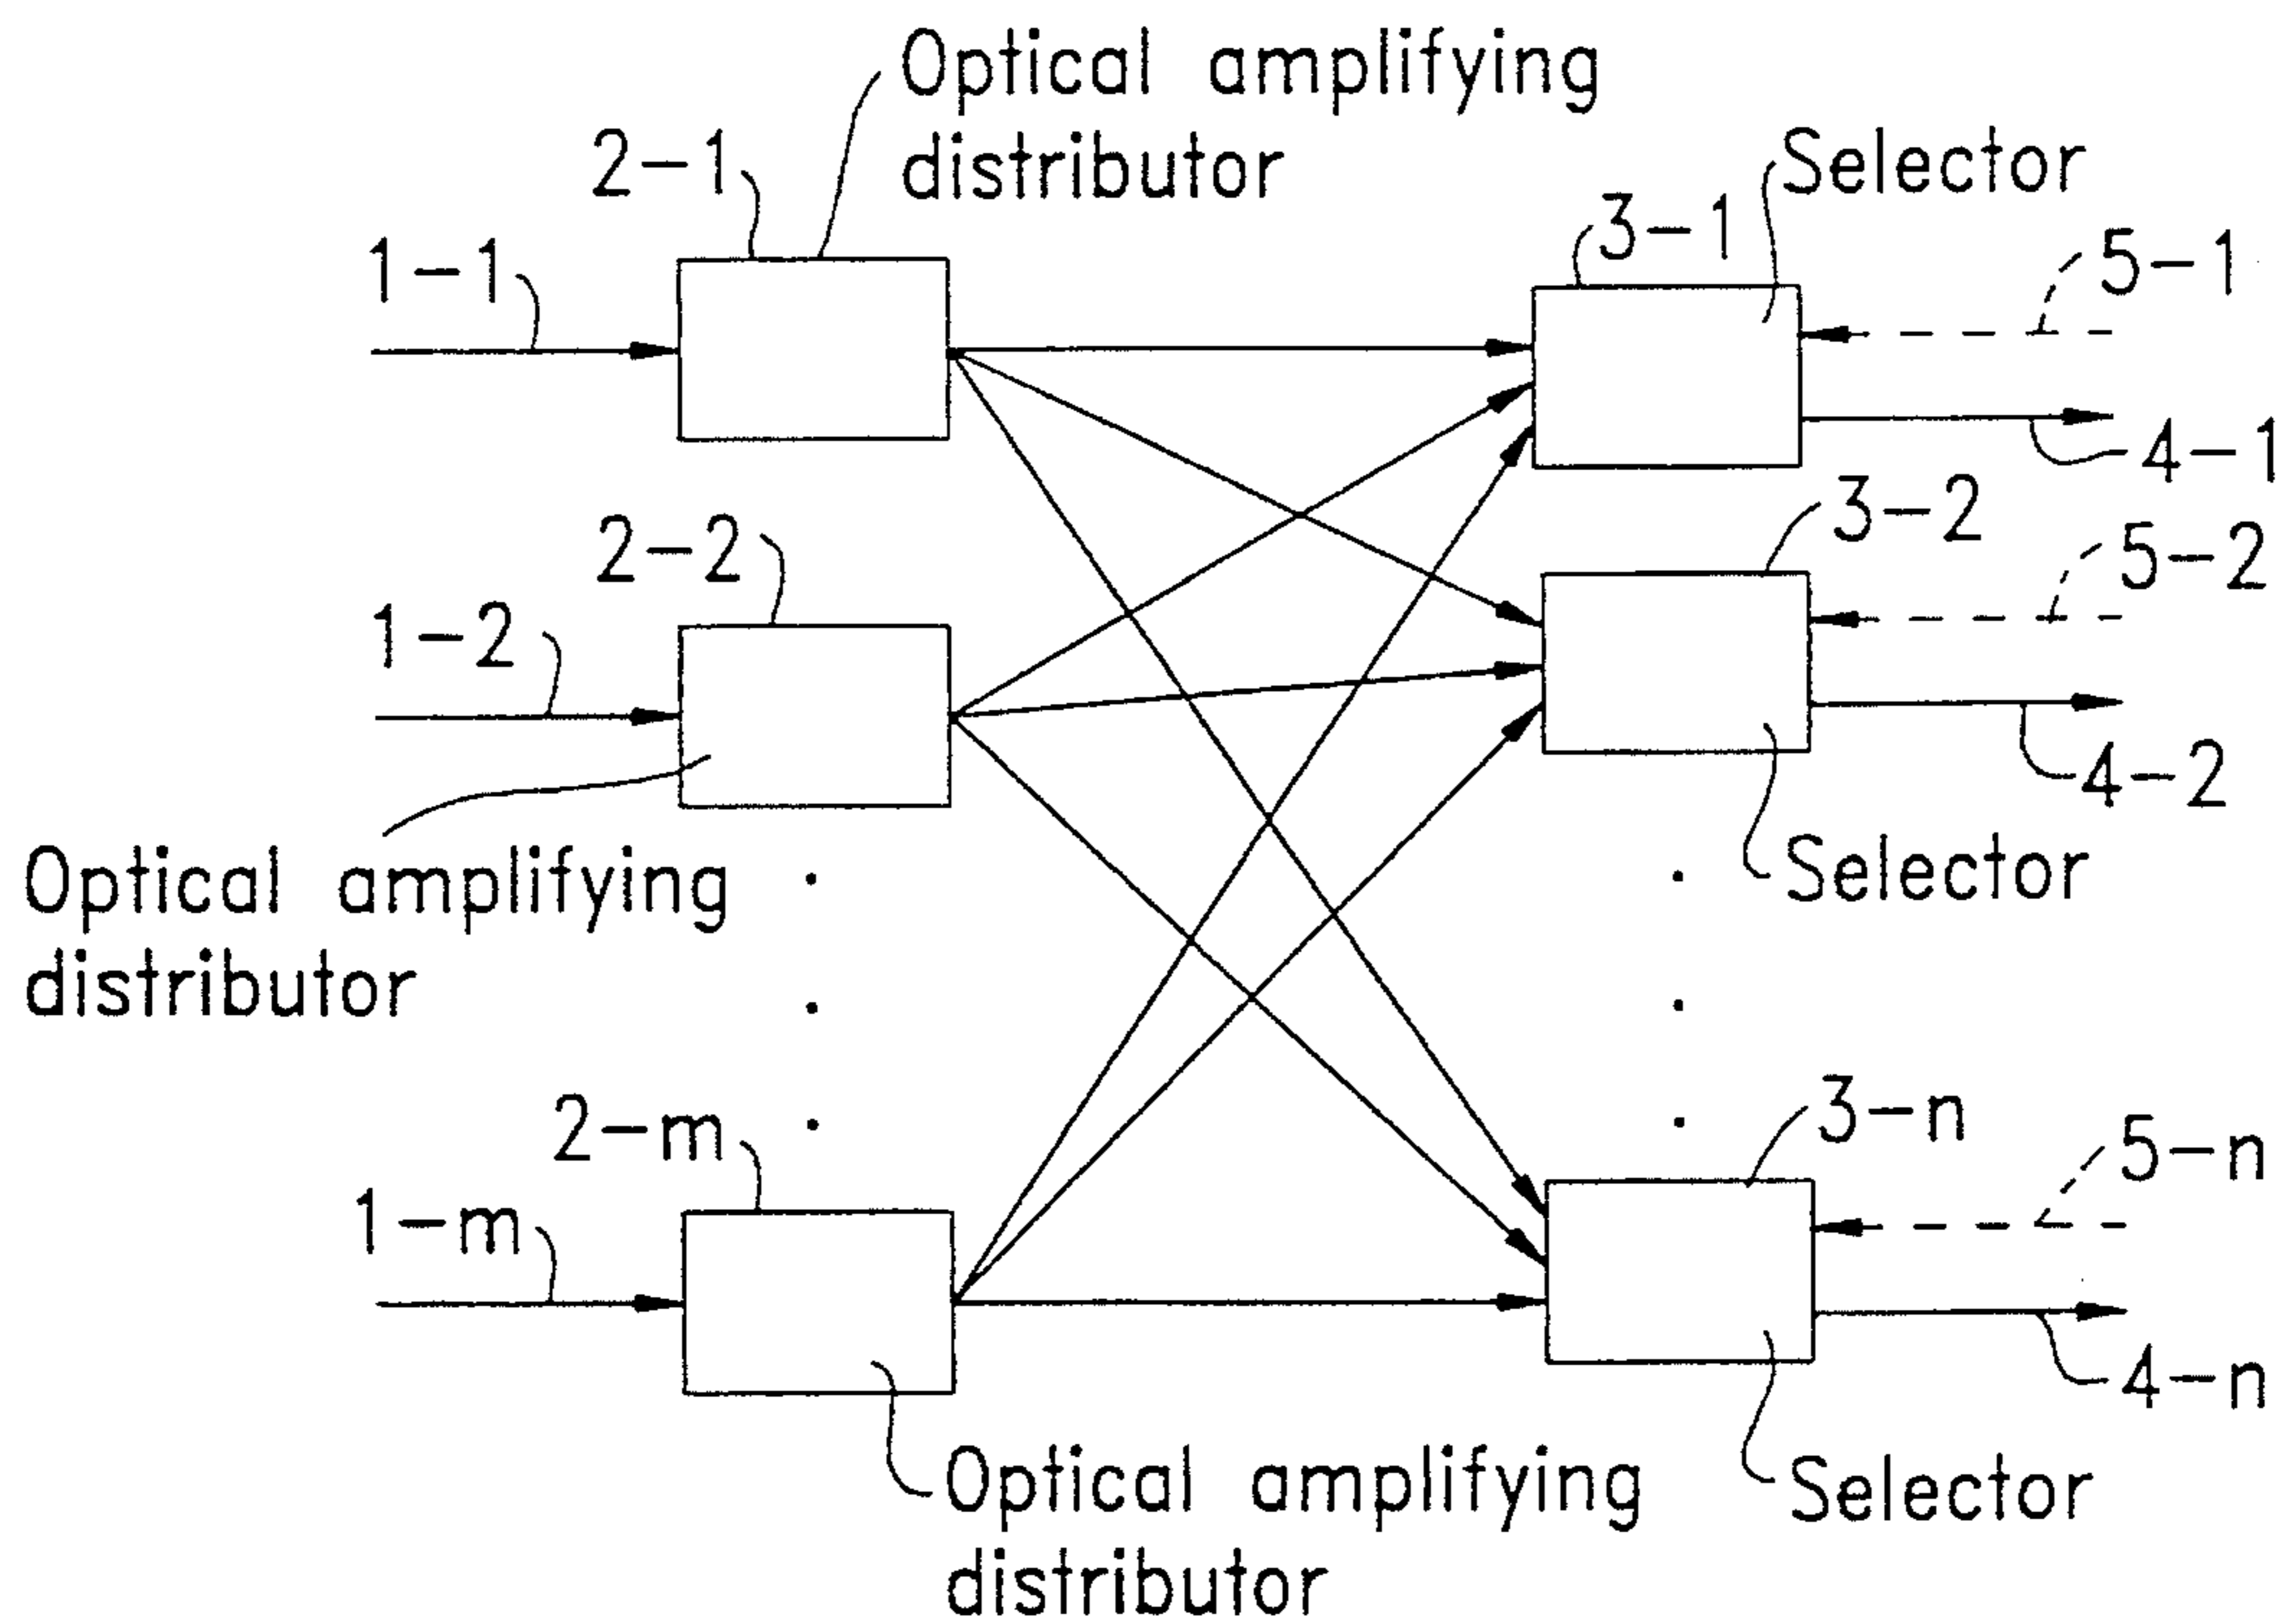 Optical amplifying
distributor
2-1
Selector
3-1
1-1
5-1
4-1
3-2
2-2
5-2
1-2
4-2
Selector
Optical amplifying
distributor
3-n
2-m
5-n
1-m
4-n
Optical amplifying
distributor
Selector